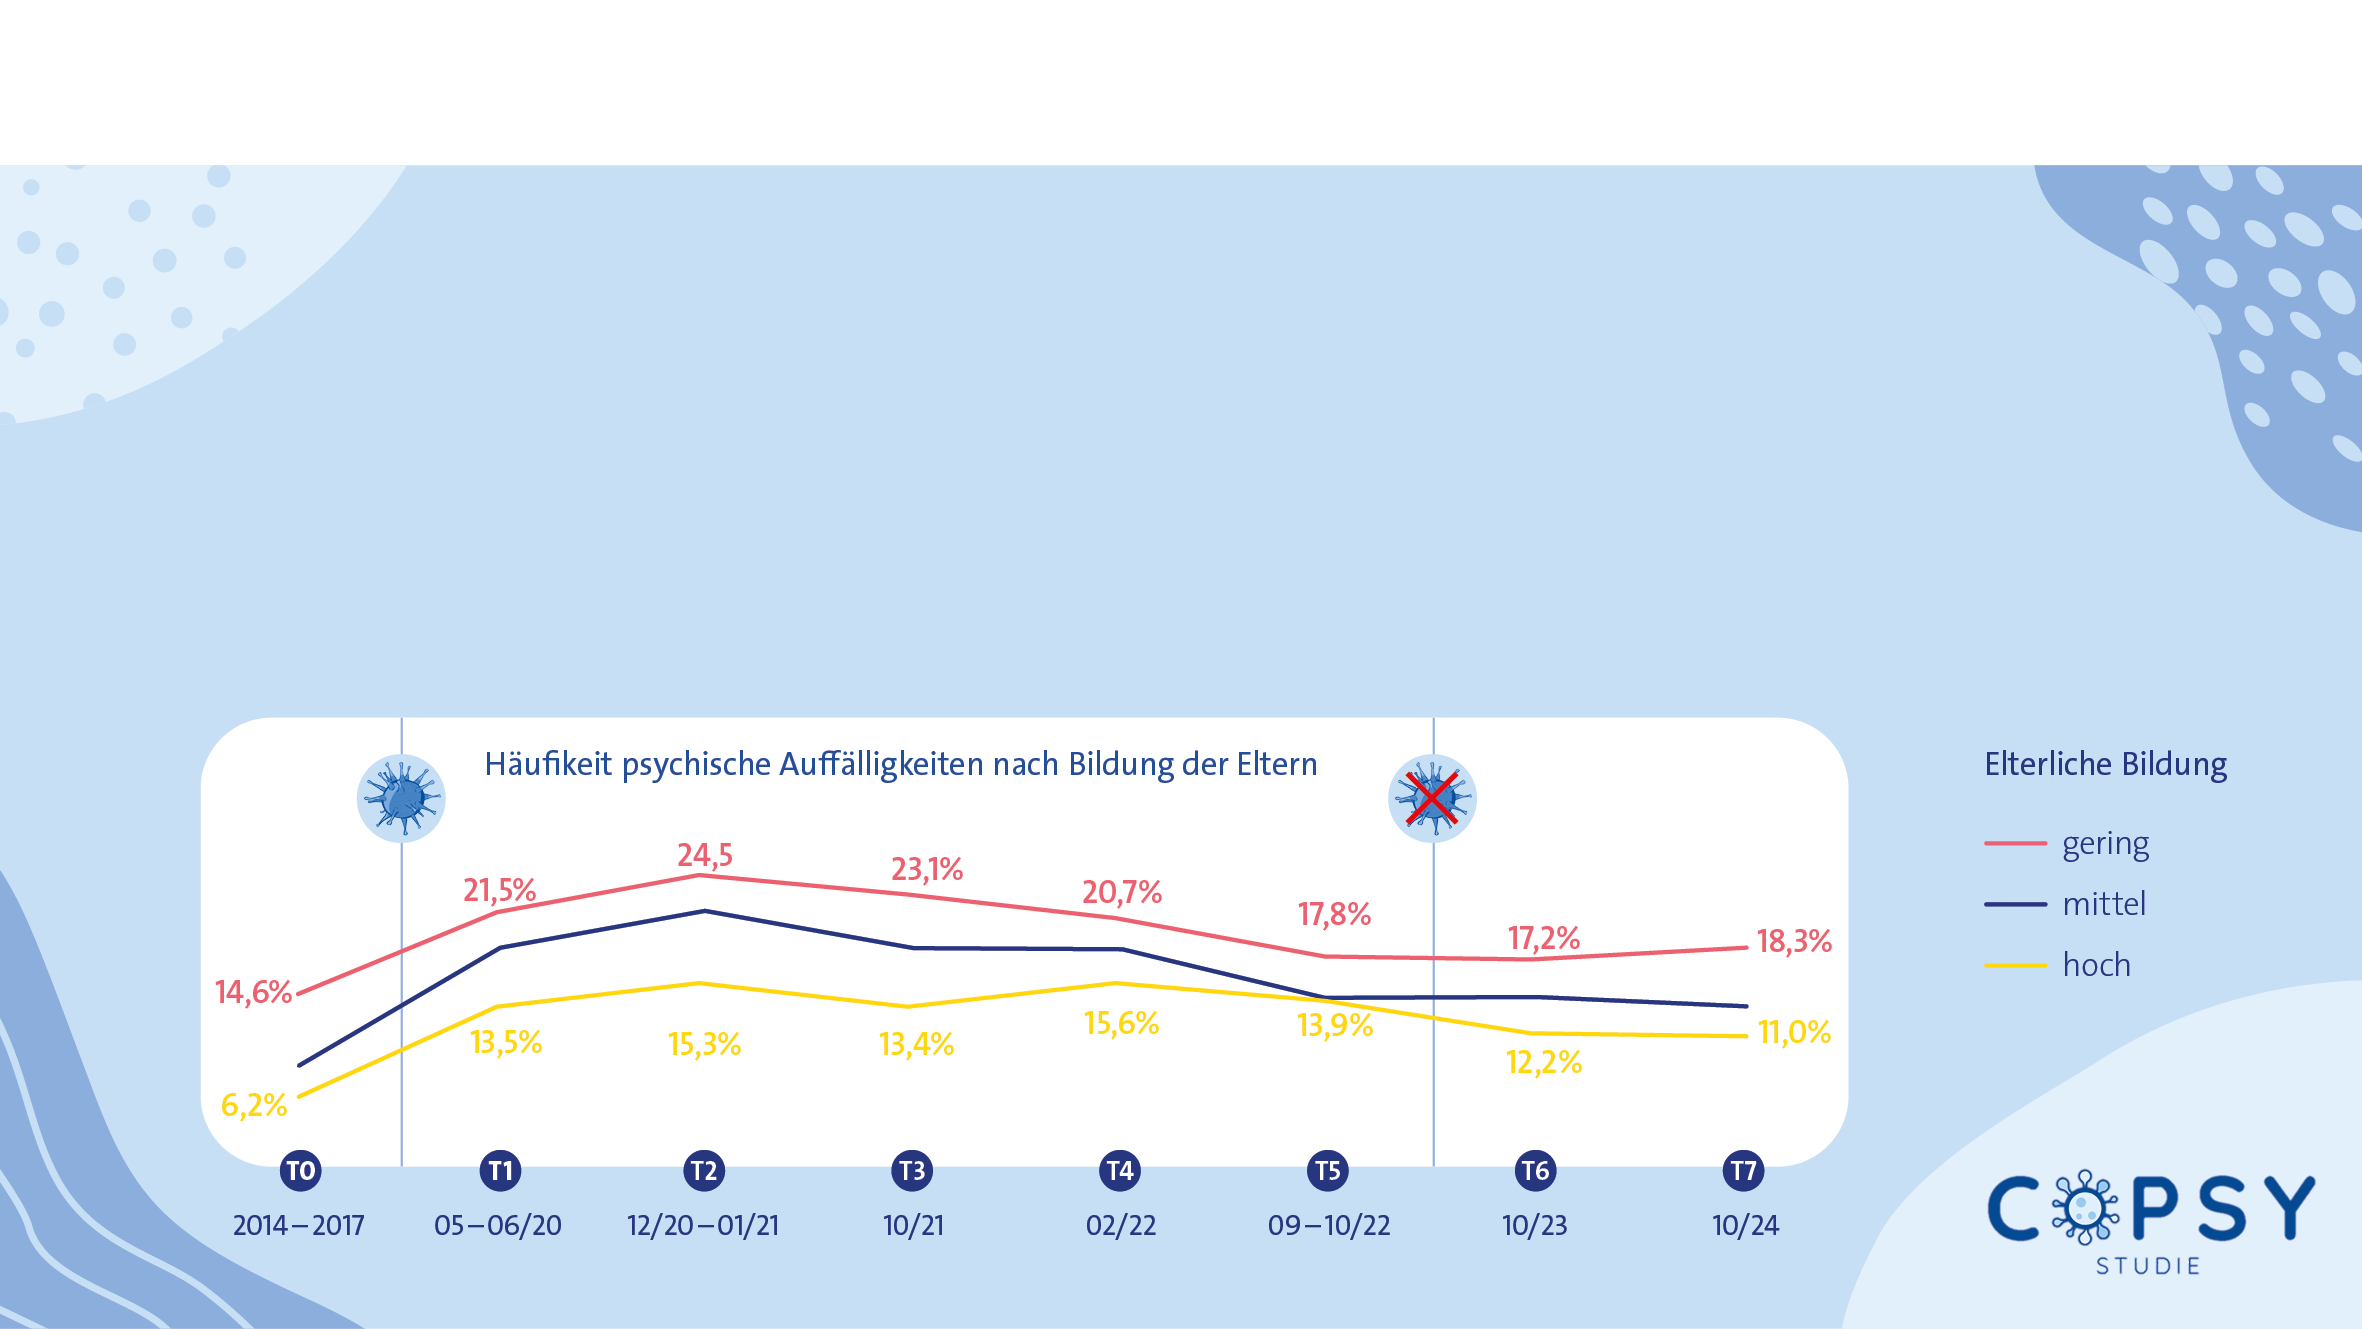 Häufikeit psychische Auffälligkeiten nach Bildung der Eltern
Elterliche Bildung
gering
mittel
hoch
24,5
21,5%
23,1%
20,7%
17,8%
17,2%
18,3%
14,6%
13,5%
15,3%
13,4%
15,6%
13,9%
12,2%
11,0%
6,2%
T0 T1 T2 T3 T4 T5 T6 T7
2014–2017 05–06/20 12/20–01/21 10/21 02/22 09–10/22 10/23 10/24
COPSY
STUDIE